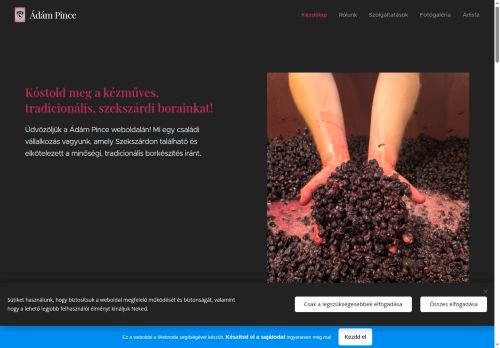 Ádám Pince
Kezdőlap Rólunk Szolgáltatások Fotógaléria Árlista
Kóstold meg a kézműves,
tradicionális, szekszárdi borainkat!
Üdvözöljük a Ádám Pince weboldalán! Mi egy családi
vállalkozás vagyunk, amely Szekszárdon található és
elkötelezett a minőségi, tradicionális borkészítés iránt.
Sütiket használunk, hogy biztosítsuk a weboldal megfelelő működését és biztonságát, valamint
hogy a lehető legjobb felhasználói élményt kínáljuk Neked.
Csak a legszükségesebbek elfogadása
Összes elfogadása
Ez a weboldal a Webnode segítségével készült. Készítsd el a sajátodat ingyenesen még ma!
Kezdd el